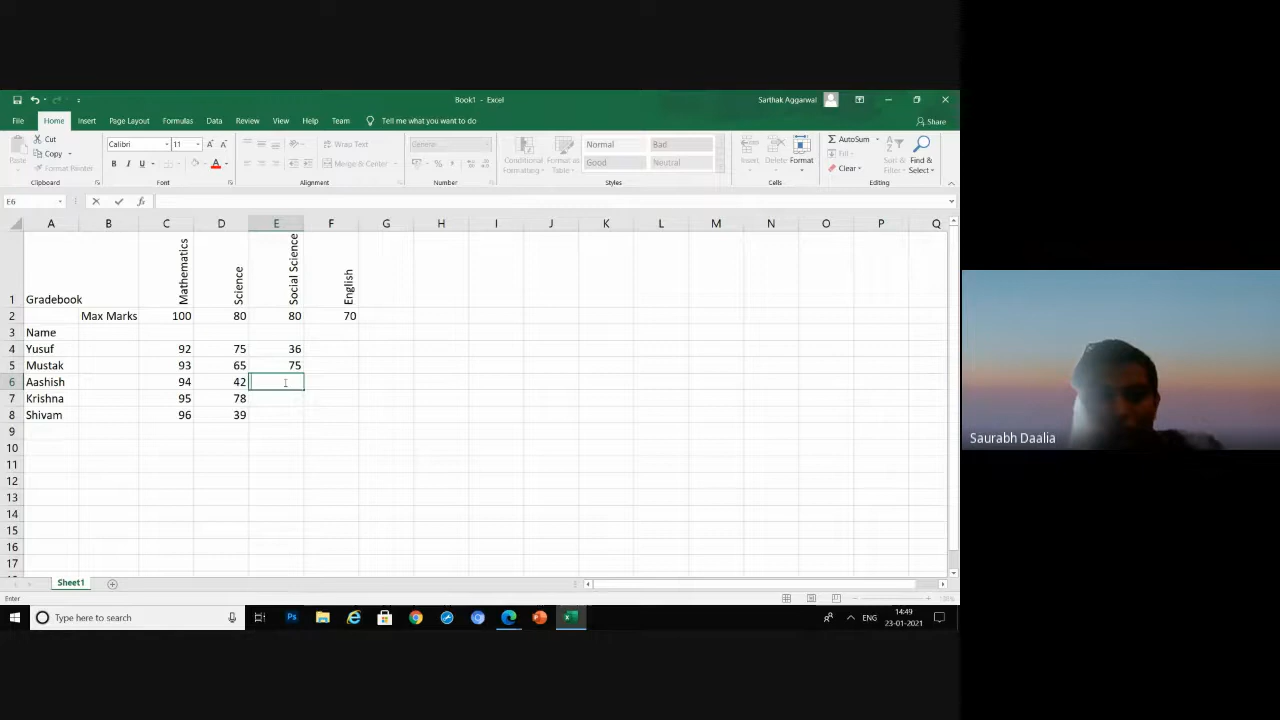 Book1 - Excel
Sarthak Aggarwal
File Home Insert Page Layout Formulas Data Review View Help Team Tell me what you want to do
Share
Paste
Cut
Copy
Format Painter
Clipboard
Calibri 11
B I U A
Font
Wrap Text
Merge & Center
Alignment
General
%
Number
Conditional Formatting
Format as Table
Normal Bad
Good Neutral
Styles
Insert Delete Format
Cells
AutoSum
Fill
Clear
Sort & Filter
Find & Select
Editing
E6 fx
A B C D E F G H I J K L M N O P Q
1 Gradebook Mathematics Science Social Science English
2 Max Marks 100 80 80 70
3 Name
4 Yusuf 92 75 36
5 Mustak 93 65 75
6 Aashish 94 42
7 Krishna 95 78
8 Shivam 96 39
9
10
11
12
13
14
15
16
17
Sheet1
Enter
Type here to search
Ps
ENG
14:49
23-01-2021
Saurabh Daalia